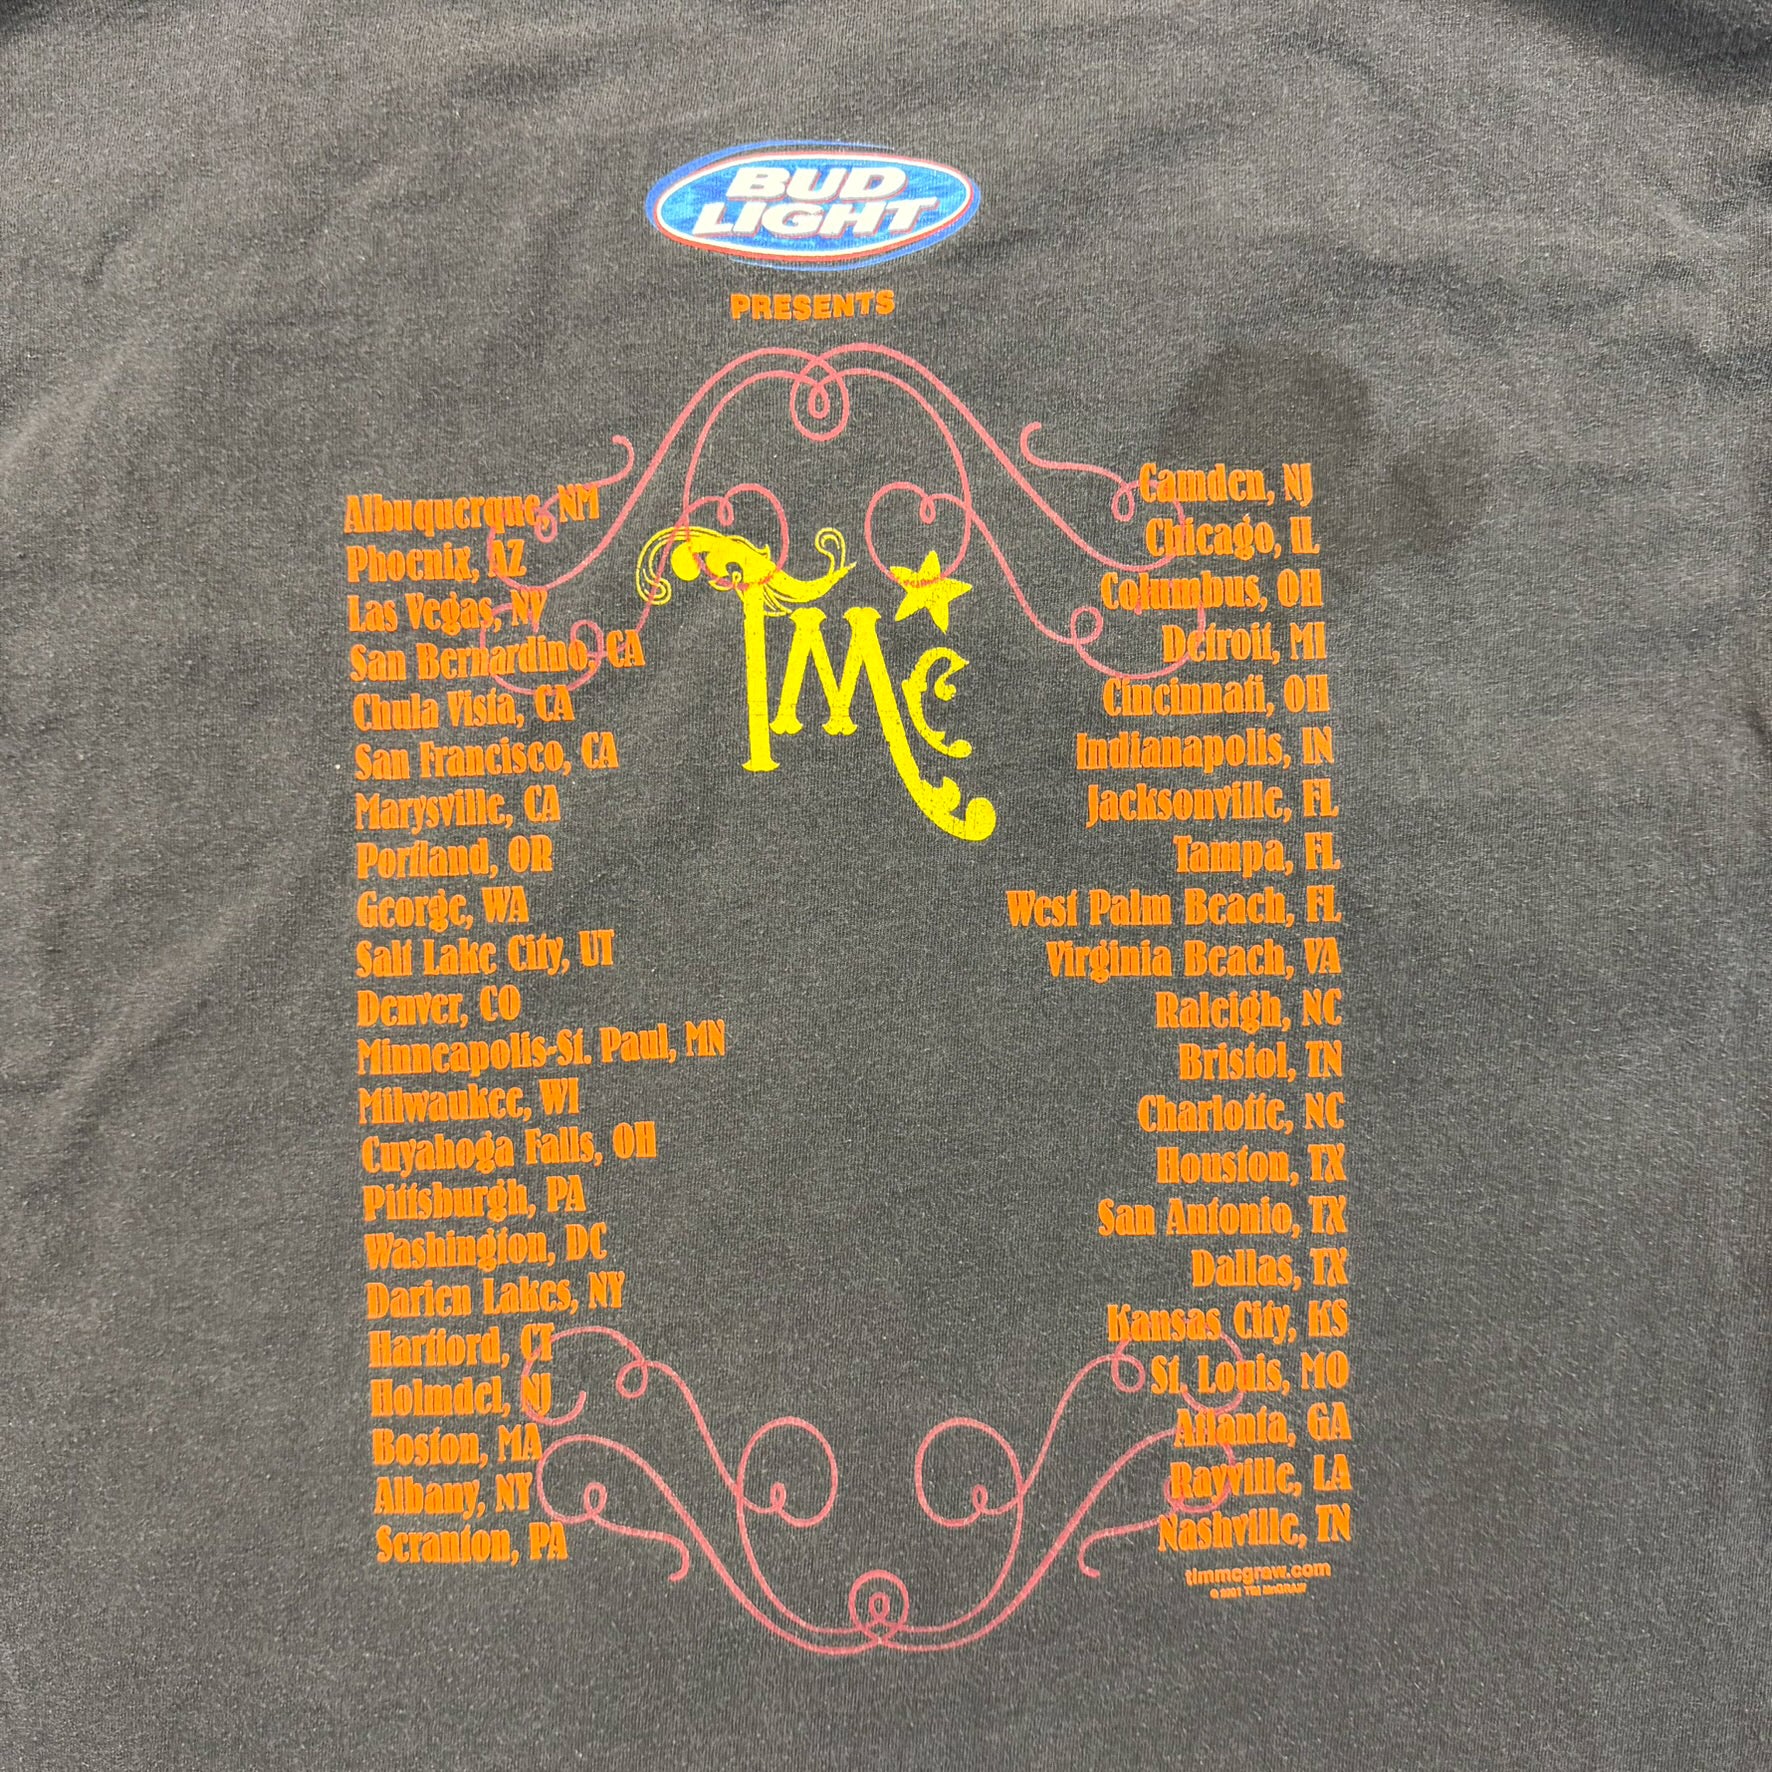 BUD
LIGHT
PRESENTS
TMc
Albuquerque, NM
Phoenix, AZ
Las Vegas, NV
San Bernardino, CA
Chula Vista, CA
San Francisco, CA
Marysville, CA
Portland, OR
George, WA
Salt Lake City, UT
Denver, CO
Minneapolis-St. Paul, MN
Milwaukee, WI
Cuyahoga Falls, OH
Pittsburgh, PA
Washington, DC
Darien Lakes, NY
Hartford, CT
Holmdel, NJ
Boston, MA
Albany, NY
Scranton, PA
Camden, NJ
Chicago, IL
Columbus, OH
Detroit, MI
Cincinnati, OH
Indianapolis, IN
Jacksonville, FL
Tampa, FL
West Palm Beach, FL
Virginia Beach, VA
Raleigh, NC
Bristol, TN
Charlotte, NC
Houston, TX
San Antonio, TX
Dallas, TX
Kansas City, KS
St. Louis, MO
Atlanta, GA
Rayville, LA
Nashville, TN
timmcgraw.com
© 2001 TIM McGRAW